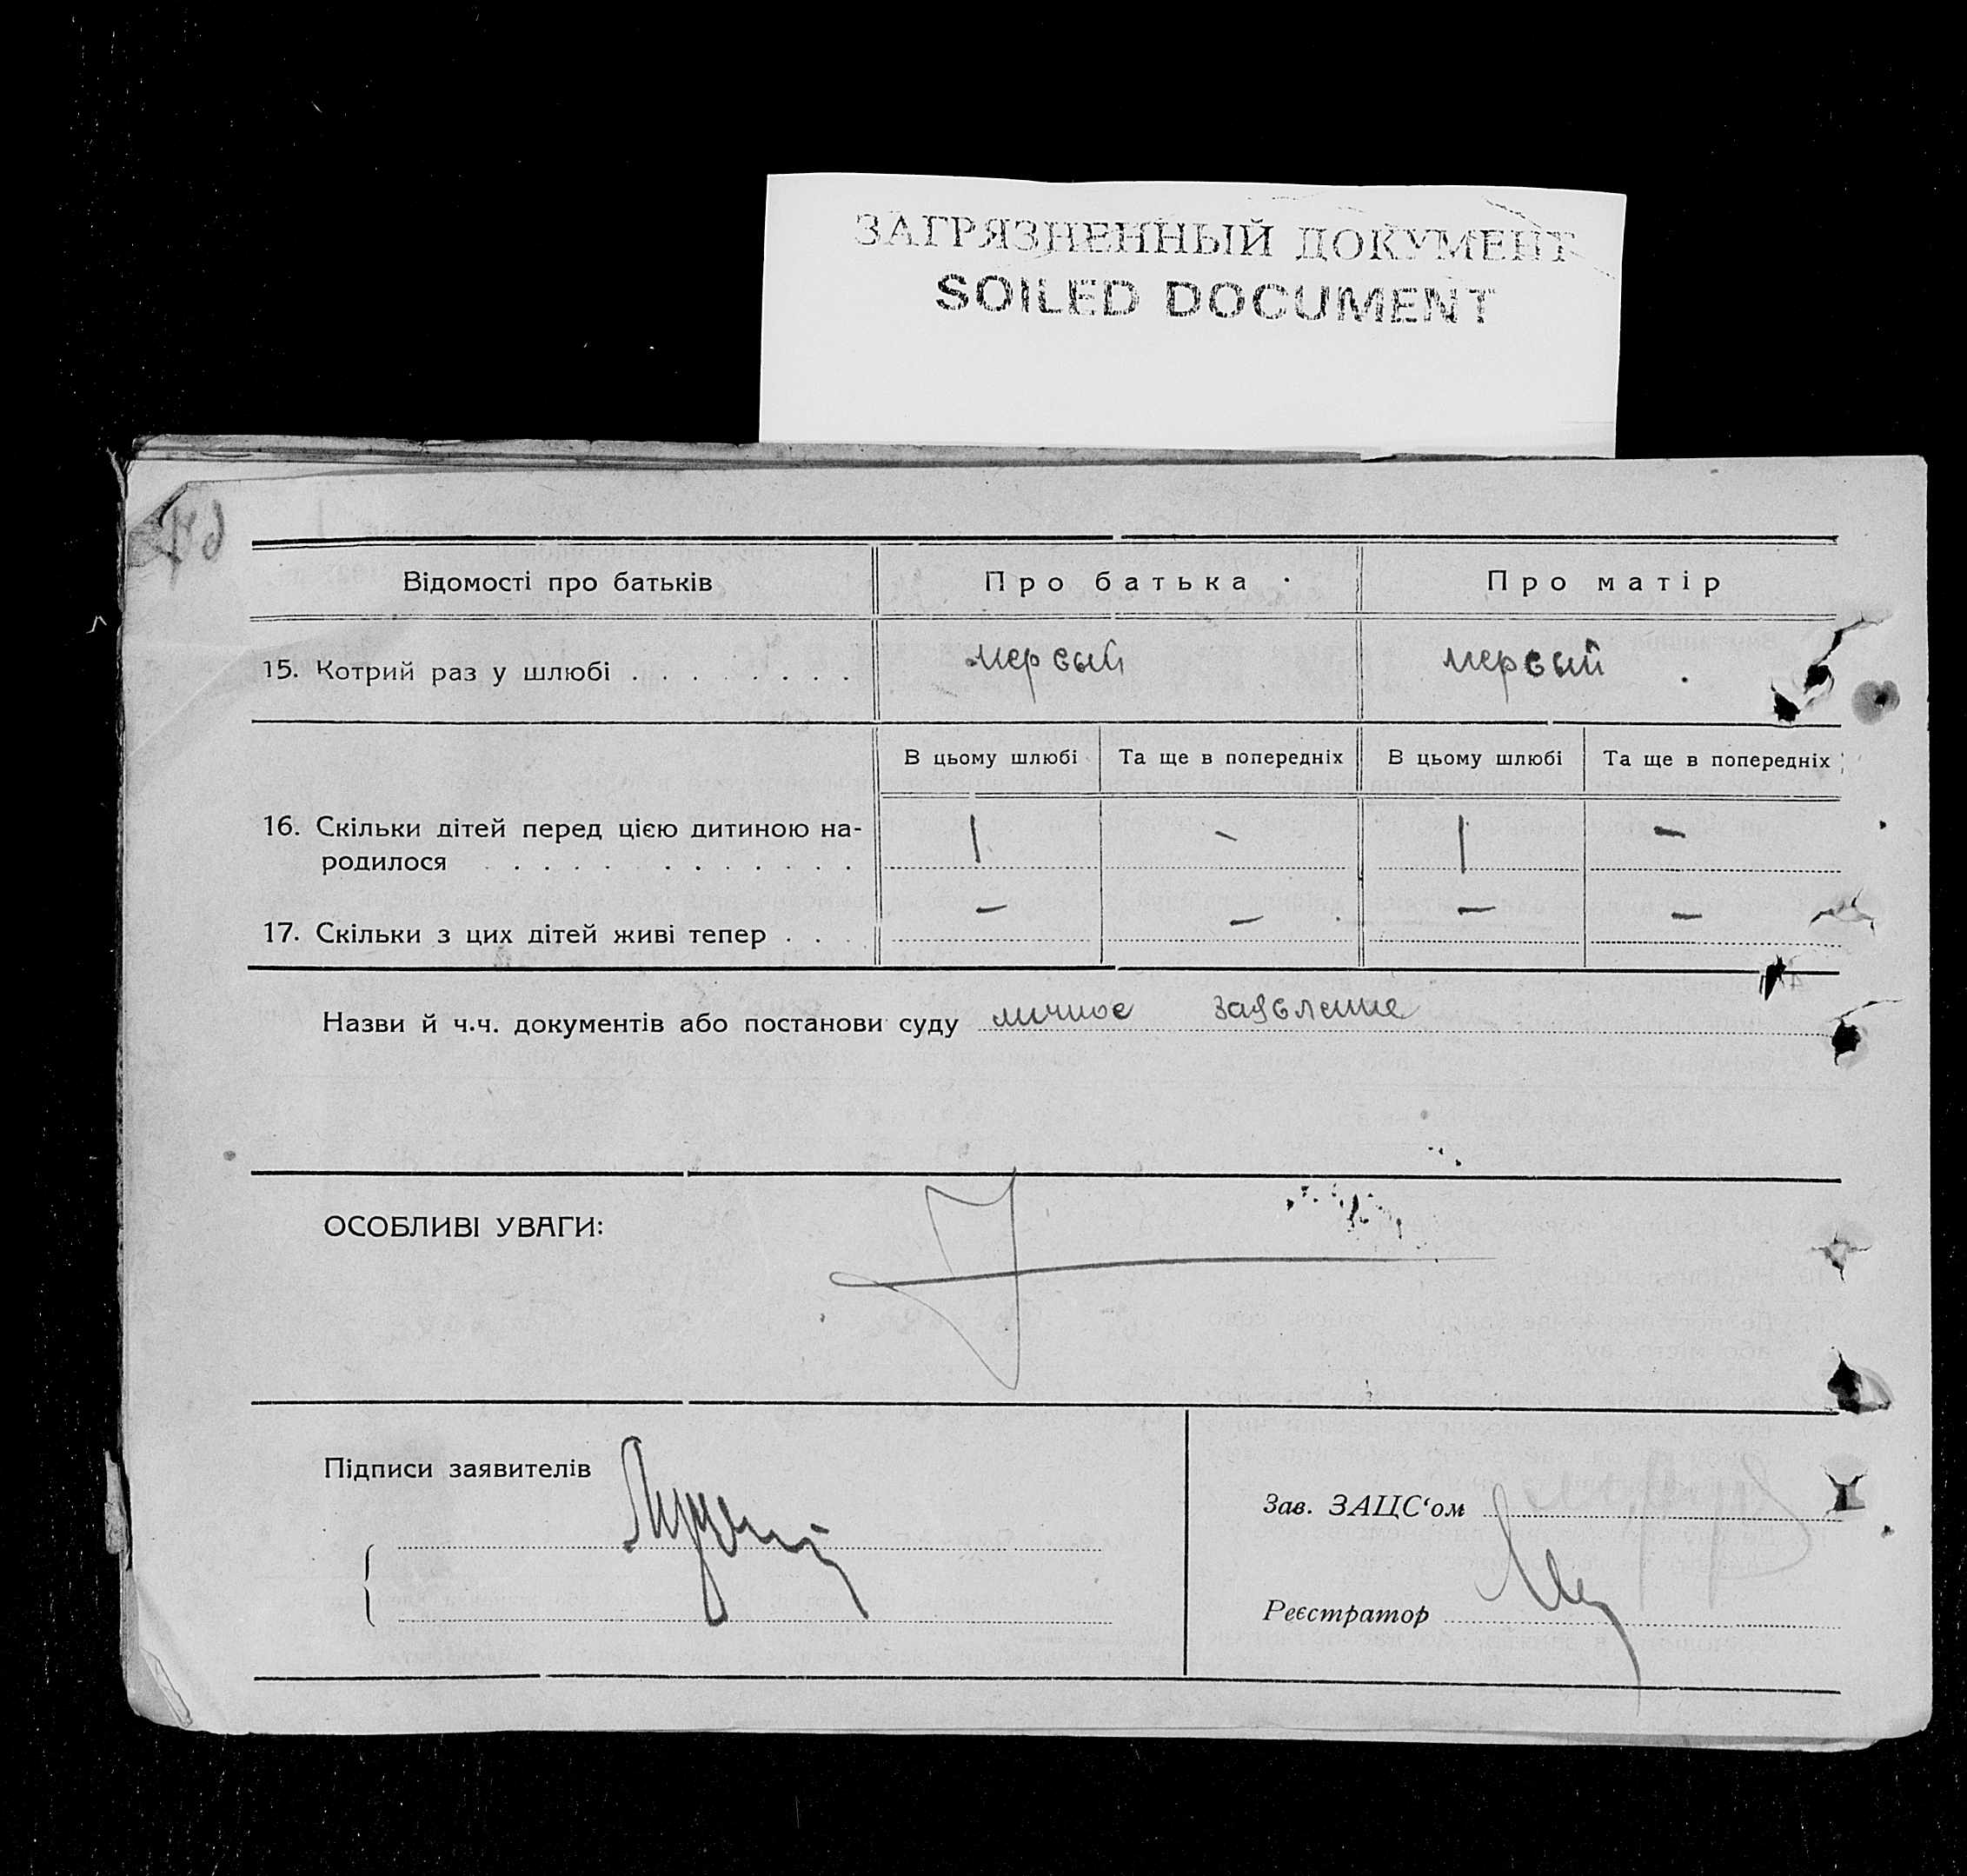 ЗАГРЯЗНЕННЫЙ ДОКУМЕНТ
SOILED DOCUMENT
Відомості про батьків Про батька Про матір
15. Котрий раз у шлюбі . . . . . . . . первый первый
В цьому шлюбі Та ще в попередніх В цьому шлюбі Та ще в попередніх
16. Скільки дітей перед цією дитиною на-
родилося . . . . . . . . . . . . . 1 - 1 -
17. Скільки з цих дітей живі тепер . . . - - - -
Назви й ч.ч. документів або постанови суду личное заявление
ОСОБЛИВІ УВАГИ:
Підписи заявителів
Зав. ЗАЦС‘ом
Реєстратор